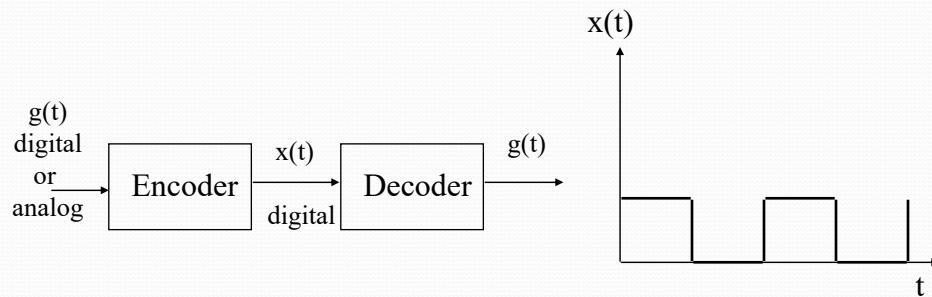 g(t)
digital
or
analog
Encoder
x(t)
digital
Decoder
g(t)
x(t)
t